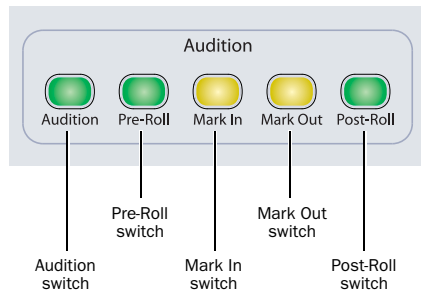 Audition
Audition Pre-Roll Mark In Mark Out Post-Roll
Pre-Roll
switch
Mark Out
switch
Audition
switch
Mark In
switch
Post-Roll
switch